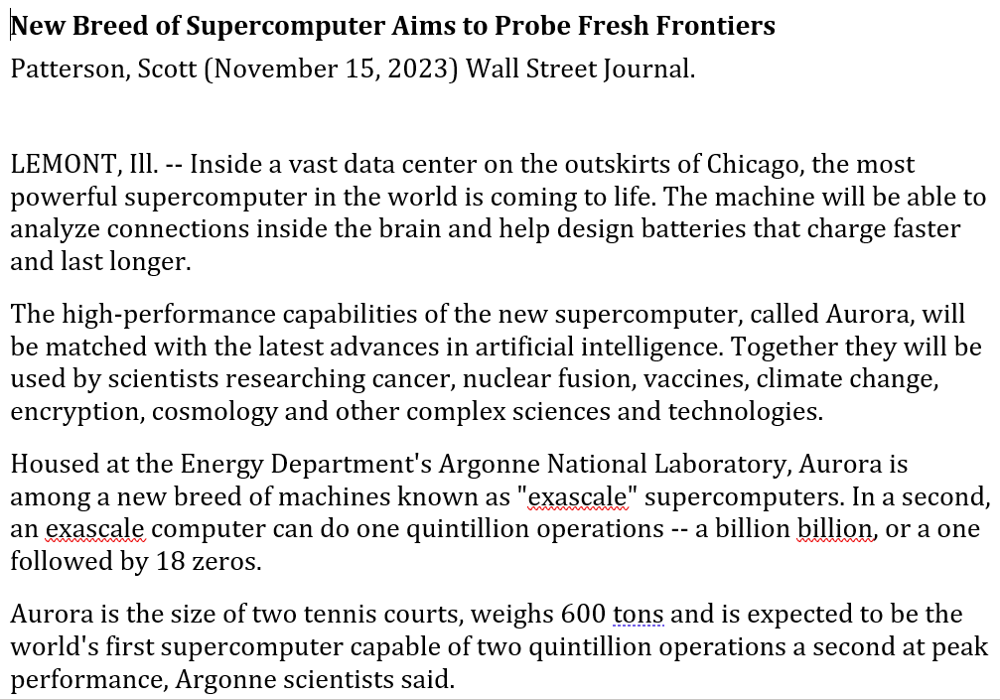 New Breed of Supercomputer Aims to Probe Fresh Frontiers
Patterson, Scott (November 15, 2023) Wall Street Journal.
LEMONT, Ill. -- Inside a vast data center on the outskirts of Chicago, the most
powerful supercomputer in the world is coming to life. The machine will be able to
analyze connections inside the brain and help design batteries that charge faster
and last longer.
The high-performance capabilities of the new supercomputer, called Aurora, will
be matched with the latest advances in artificial intelligence. Together they will be
used by scientists researching cancer, nuclear fusion, vaccines, climate change,
encryption, cosmology and other complex sciences and technologies.
Housed at the Energy Department's Argonne National Laboratory, Aurora is
among a new breed of machines known as "exascale" supercomputers. In a second,
an exascale computer can do one quintillion operations -- a billion billion, or a one
followed by 18 zeros.
Aurora is the size of two tennis courts, weighs 600 tons and is expected to be the
world's first supercomputer capable of two quintillion operations a second at peak
performance, Argonne scientists said.